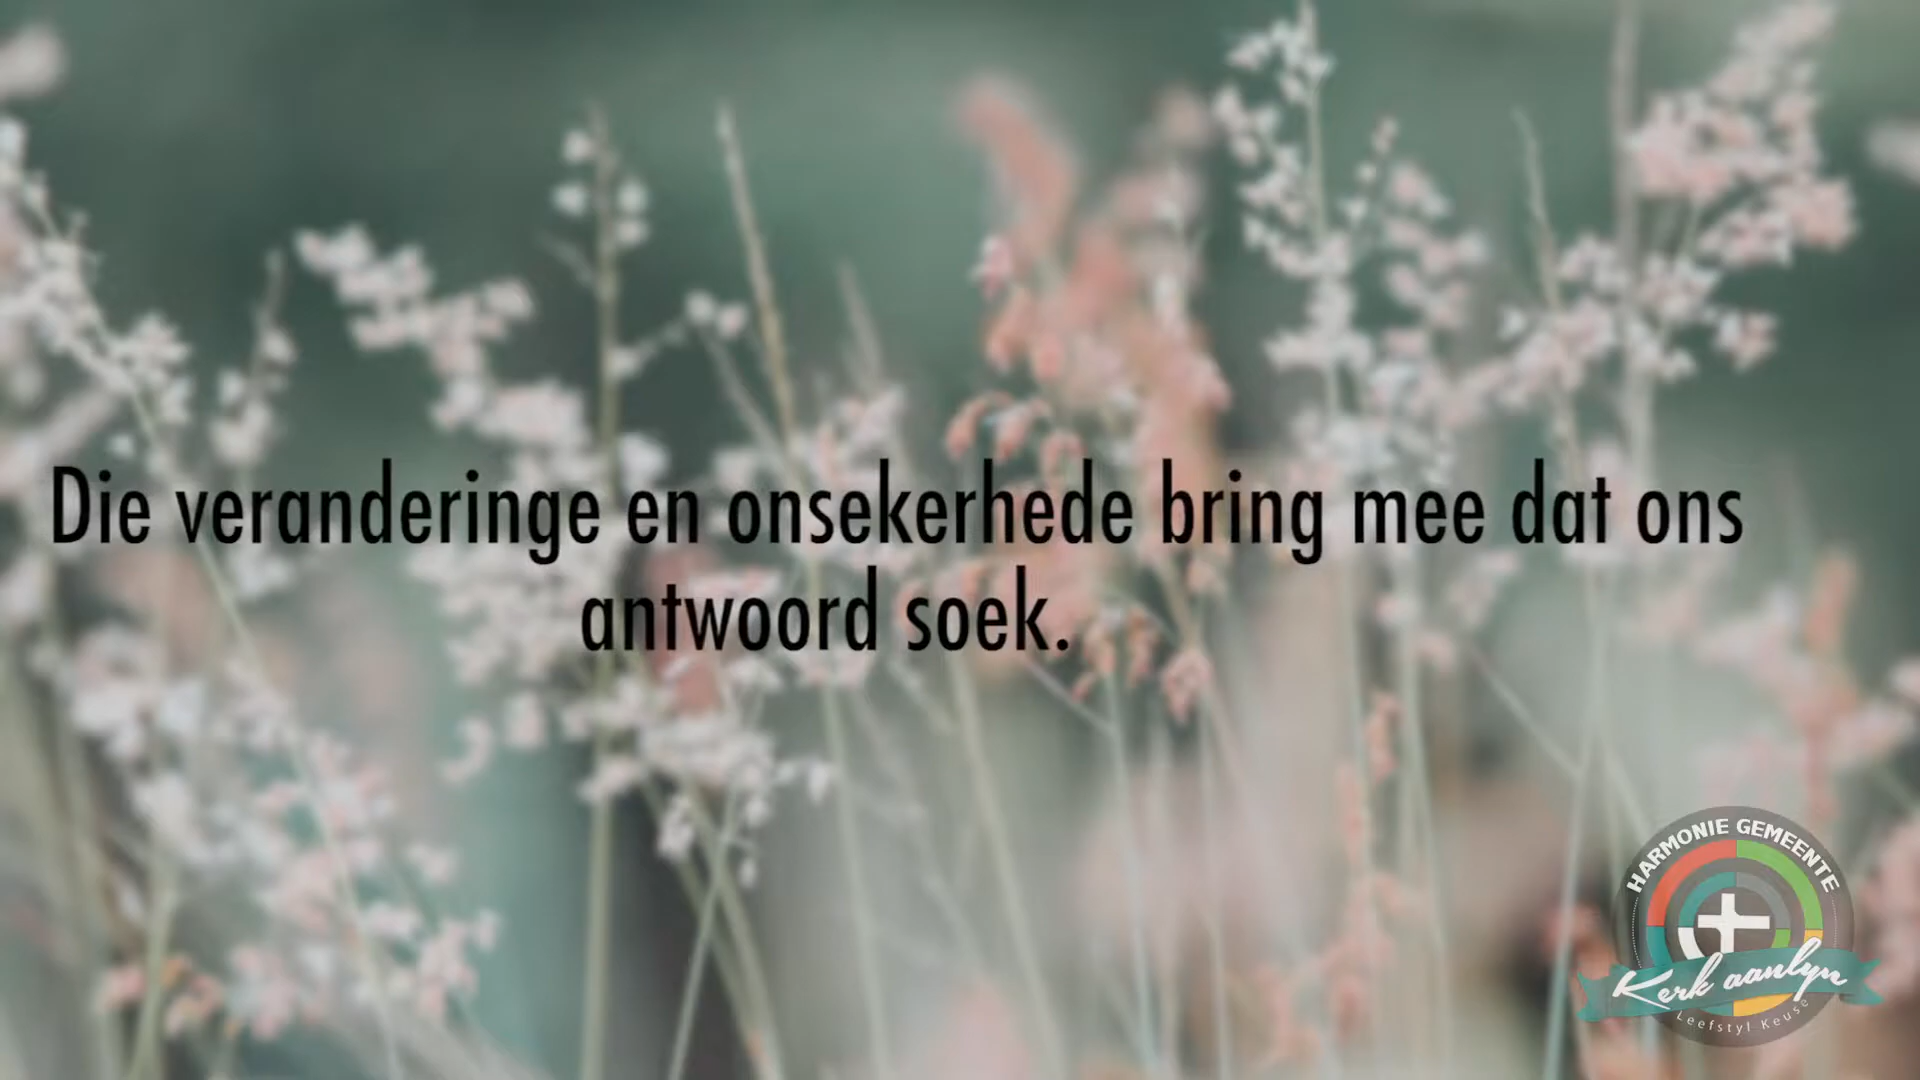 Die veranderinge en onsekerhede bring mee dat ons
antwoord soek.
HARMONIE GEMEENTE
Kerk aanlyn
Leefstyl Keuse